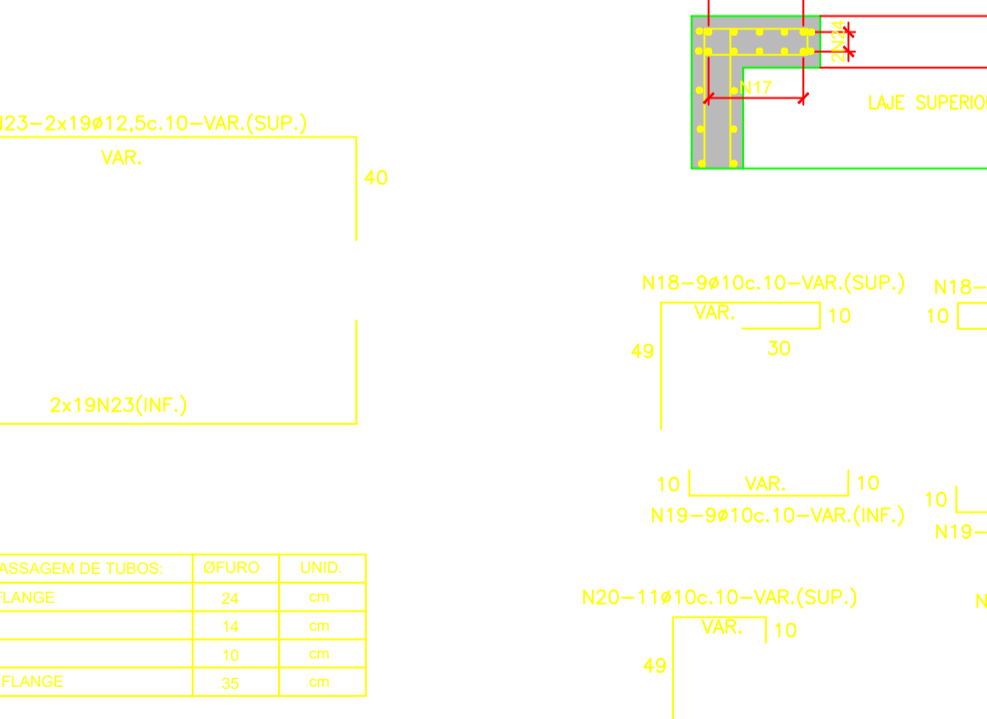 2N24
N17
LAJE SUPERIO
N23-2x19ø12,5c.10-VAR.(SUP.)
VAR.
40
2x19N23(INF.)
N18-9ø10c.10-VAR.(SUP.)
VAR.
10
49
30
N18-
10
10
VAR.
10
N19-9ø10c.10-VAR.(INF.)
10
N19-
ASSAGEM DE TUBOS: ØFURO UNID.
FLANGE 24 cm
14 cm
10 cm
FLANGE 35 cm
N20-11ø10c.10-VAR.(SUP.)
VAR.
10
49
N